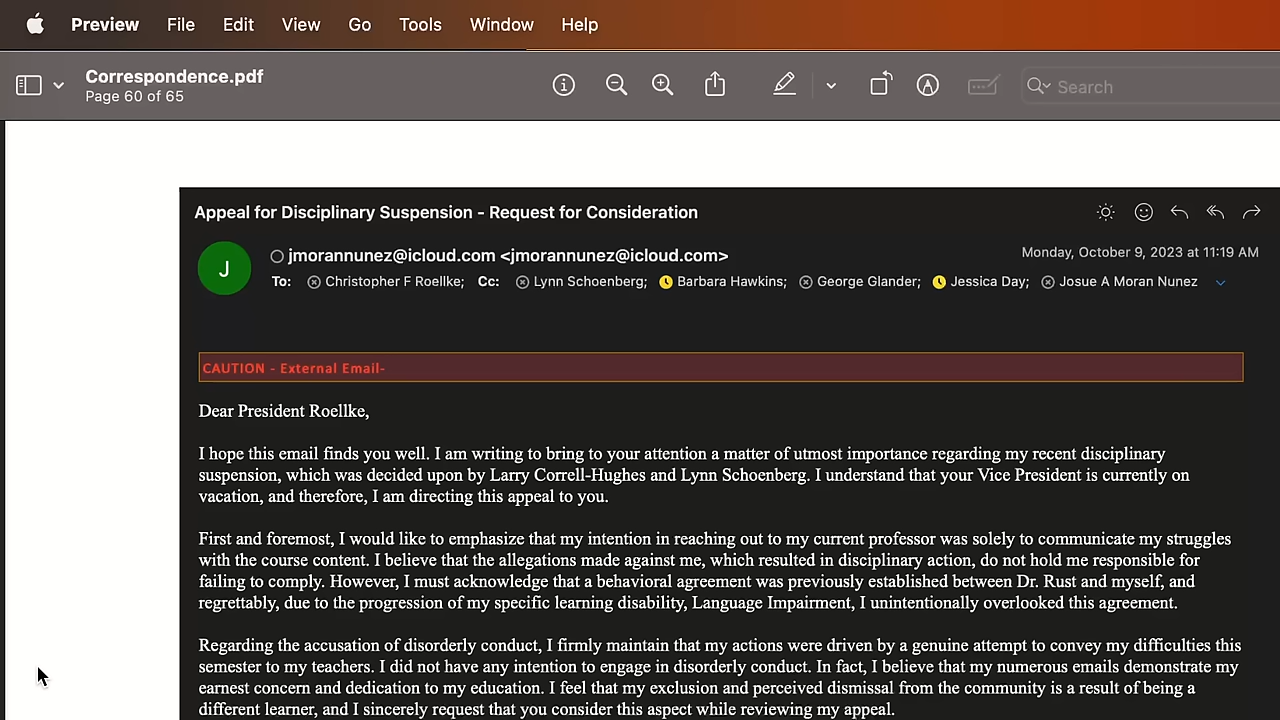 Preview File Edit View Go Tools Window Help
Correspondence.pdf
Page 60 of 65
Search
Appeal for Disciplinary Suspension - Request for Consideration
J
jmorannunez@icloud.com <jmorannunez@icloud.com>
Monday, October 9, 2023 at 11:19 AM
To: Christopher F Roellke; Cc: Lynn Schoenberg; Barbara Hawkins; George Glander; Jessica Day; Josue A Moran Nunez
CAUTION - External Email-
Dear President Roellke,
I hope this email finds you well. I am writing to bring to your attention a matter of utmost importance regarding my recent disciplinary
suspension, which was decided upon by Larry Correll-Hughes and Lynn Schoenberg. I understand that your Vice President is currently on
vacation, and therefore, I am directing this appeal to you.
First and foremost, I would like to emphasize that my intention in reaching out to my current professor was solely to communicate my struggles
with the course content. I believe that the allegations made against me, which resulted in disciplinary action, do not hold me responsible for
failing to comply. However, I must acknowledge that a behavioral agreement was previously established between Dr. Rust and myself, and
regrettably, due to the progression of my specific learning disability, Language Impairment, I unintentionally overlooked this agreement.
Regarding the accusation of disorderly conduct, I firmly maintain that my actions were driven by a genuine attempt to convey my difficulties this
semester to my teachers. I did not have any intention to engage in disorderly conduct. In fact, I believe that my numerous emails demonstrate my
earnest concern and dedication to my education. I feel that my exclusion and perceived dismissal from the community is a result of being a
different learner, and I sincerely request that you consider this aspect while reviewing my appeal.